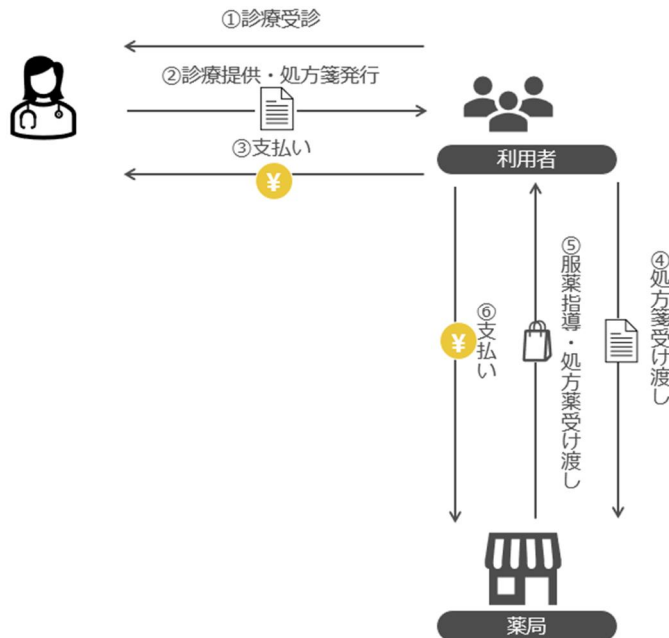 ①診療受診
②診療提供・処方箋発行
③支払い
¥
利用者
④処方箋受け渡し
⑤服薬指導・処方薬受け渡し
⑥支払い
¥
薬局